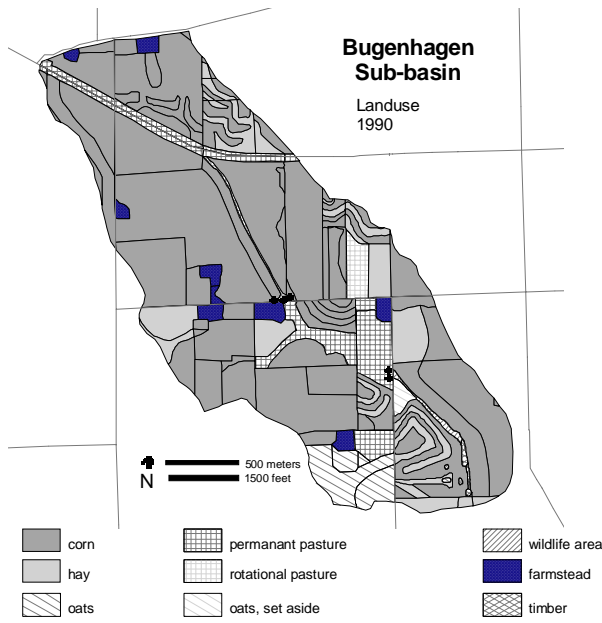 Bugenhagen
Sub-basin
Landuse
1990
500 meters
N
1500 feet
corn
permanant pasture
wildlife area
hay
rotational pasture
farmstead
oats
oats, set aside
timber